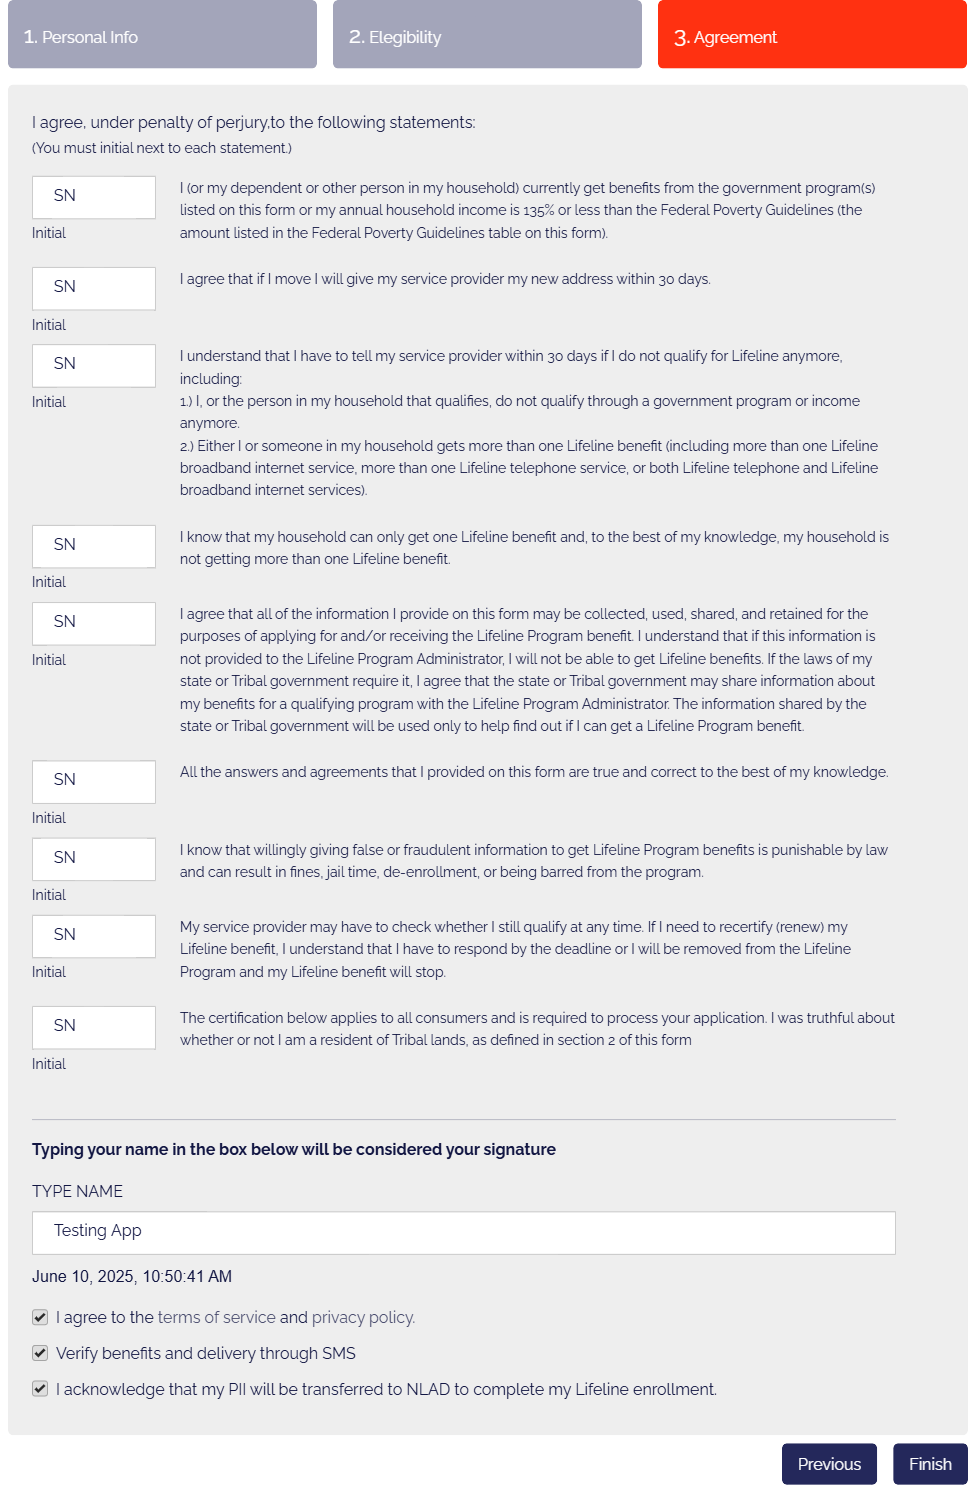 1. Personal Info
2. Elegibility
3. Agreement
I agree, under penalty of perjury,to the following statements:
(You must initial next to each statement.)
SN
Initial
I (or my dependent or other person in my household) currently get benefits from the government program(s)
listed on this form or my annual household income is 135% or less than the Federal Poverty Guidelines (the
amount listed in the Federal Poverty Guidelines table on this form).
SN
Initial
I agree that if I move I will give my service provider my new address within 30 days.
SN
Initial
I understand that I have to tell my service provider within 30 days if I do not qualify for Lifeline anymore,
including:
1.) I, or the person in my household that qualifies, do not qualify through a government program or income
anymore.
2.) Either I or someone in my household gets more than one Lifeline benefit (including more than one Lifeline
broadband internet service, more than one Lifeline telephone service, or both Lifeline telephone and Lifeline
broadband internet services).
SN
Initial
I know that my household can only get one Lifeline benefit and, to the best of my knowledge, my household is
not getting more than one Lifeline benefit.
SN
Initial
I agree that all of the information I provide on this form may be collected, used, shared, and retained for the
purposes of applying for and/or receiving the Lifeline Program benefit. I understand that if this information is
not provided to the Lifeline Program Administrator, I will not be able to get Lifeline benefits. If the laws of my
state or Tribal government require it, I agree that the state or Tribal government may share information about
my benefits for a qualifying program with the Lifeline Program Administrator. The information shared by the
state or Tribal government will be used only to help find out if I can get a Lifeline Program benefit.
SN
Initial
All the answers and agreements that I provided on this form are true and correct to the best of my knowledge.
SN
Initial
I know that willingly giving false or fraudulent information to get Lifeline Program benefits is punishable by law
and can result in fines, jail time, de-enrollment, or being barred from the program.
SN
Initial
My service provider may have to check whether I still qualify at any time. If I need to recertify (renew) my
Lifeline benefit, I understand that I have to respond by the deadline or I will be removed from the Lifeline
Program and my Lifeline benefit will stop.
SN
Initial
The certification below applies to all consumers and is required to process your application. I was truthful about
whether or not I am a resident of Tribal lands, as defined in section 2 of this form
Typing your name in the box below will be considered your signature
TYPE NAME
Testing App
June 10, 2025, 10:50:41 AM
I agree to the terms of service and privacy policy.
Verify benefits and delivery through SMS
I acknowledge that my PII will be transferred to NLAD to complete my Lifeline enrollment.
Previous
Finish